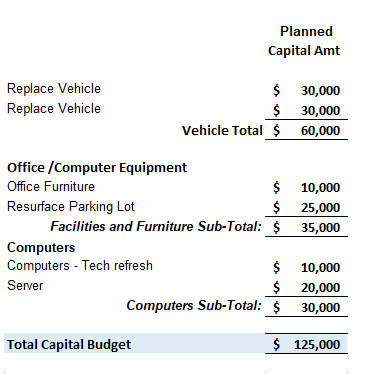 Planned
Capital Amt
Replace Vehicle $ 30,000
Replace Vehicle $ 30,000
Vehicle Total $ 60,000
Office /Computer Equipment
Office Furniture $ 10,000
Resurface Parking Lot $ 25,000
Facilities and Furniture Sub-Total: $ 35,000
Computers
Computers - Tech refresh $ 10,000
Server $ 20,000
Computers Sub-Total: $ 30,000
Total Capital Budget $ 125,000